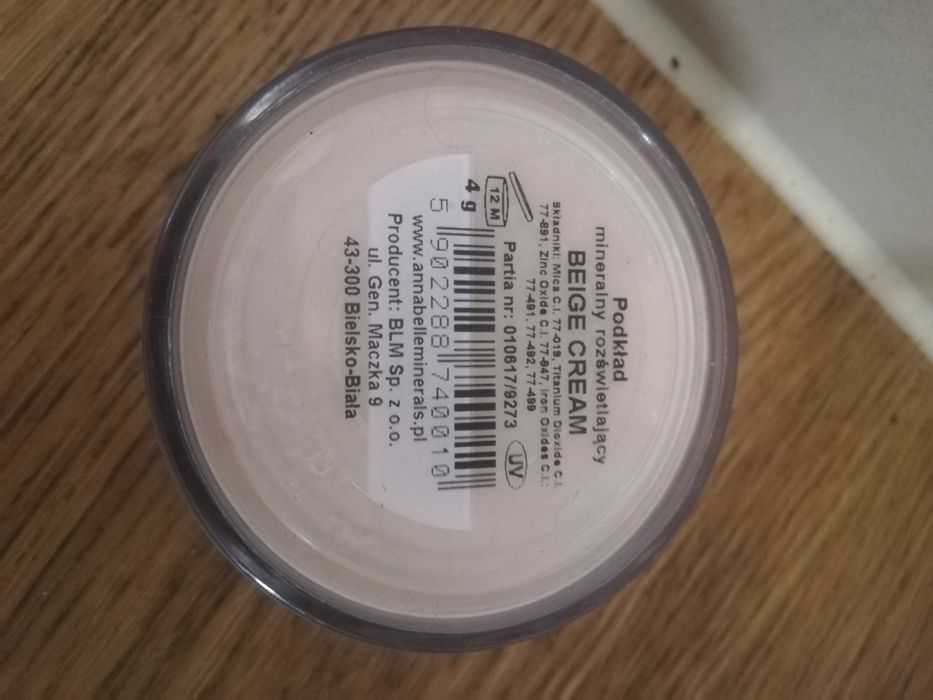 Podkład
mineralny rozświetlający
BEIGE CREAM
Składniki: Mica C.I. 77-019, Titanium Dioxide C.I.
77-891, Zinc Oxide C.I. 77-947, Iron Oxides C.I.:
77-491, 77-492, 77-499
12 M
Partia nr: 010617/9273
UV
4 g
5 902288 740010
www.annabelleminerals.pl
Producent: BLM Sp. z o.o.
ul. Gen. Maczka 9
43-300 Bielsko-Biała